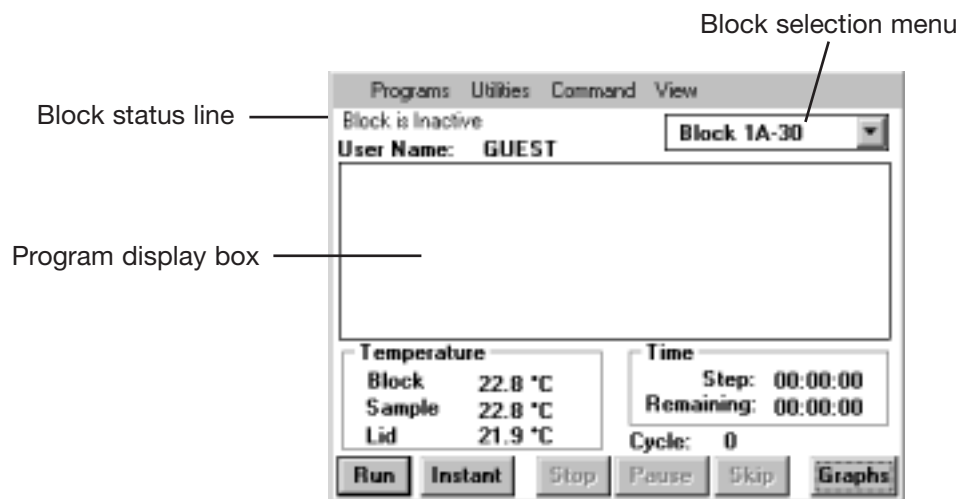 Block selection menu
Programs Utilities Command View
Block status line
Block is Inactive
Block 1A-30
User Name: GUEST
Program display box
Temperature
Block 22.8 °C
Sample 22.8 °C
Lid 21.9 °C
Time
Step: 00:00:00
Remaining: 00:00:00
Cycle: 0
Run Instant Stop Pause Skip Graphs